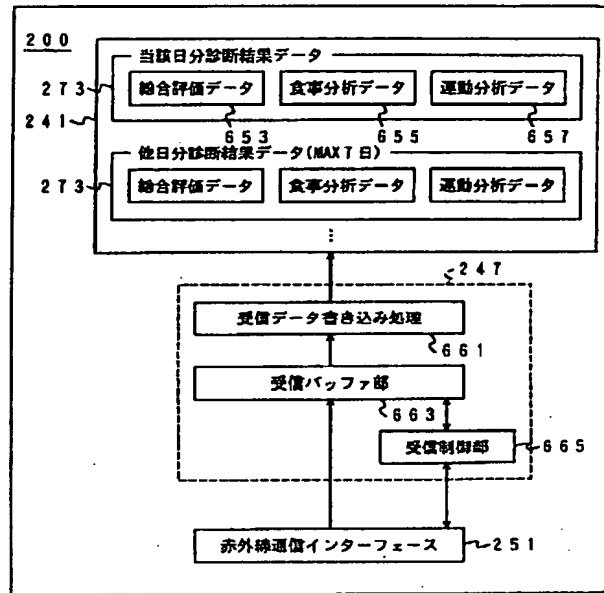 200
当該日分診断結果データ
273
総合評価データ 食事分析データ 運動分析データ
241
653 655 657
他日分診断結果データ(MAX7日)
273
総合評価データ 食事分析データ 運動分析データ
…
247
受信データ書き込み処理
661
受信バッファ部
663
受信制御部
665
赤外線通信インターフェース
251